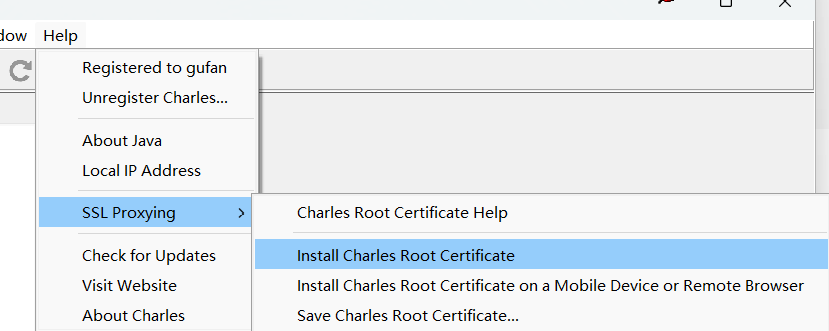 dow Help
Registered to gufan
Unregister Charles...
About Java
Local IP Address
SSL Proxying
Check for Updates
Visit Website
About Charles
Charles Root Certificate Help
Install Charles Root Certificate
Install Charles Root Certificate on a Mobile Device or Remote Browser
Save Charles Root Certificate...